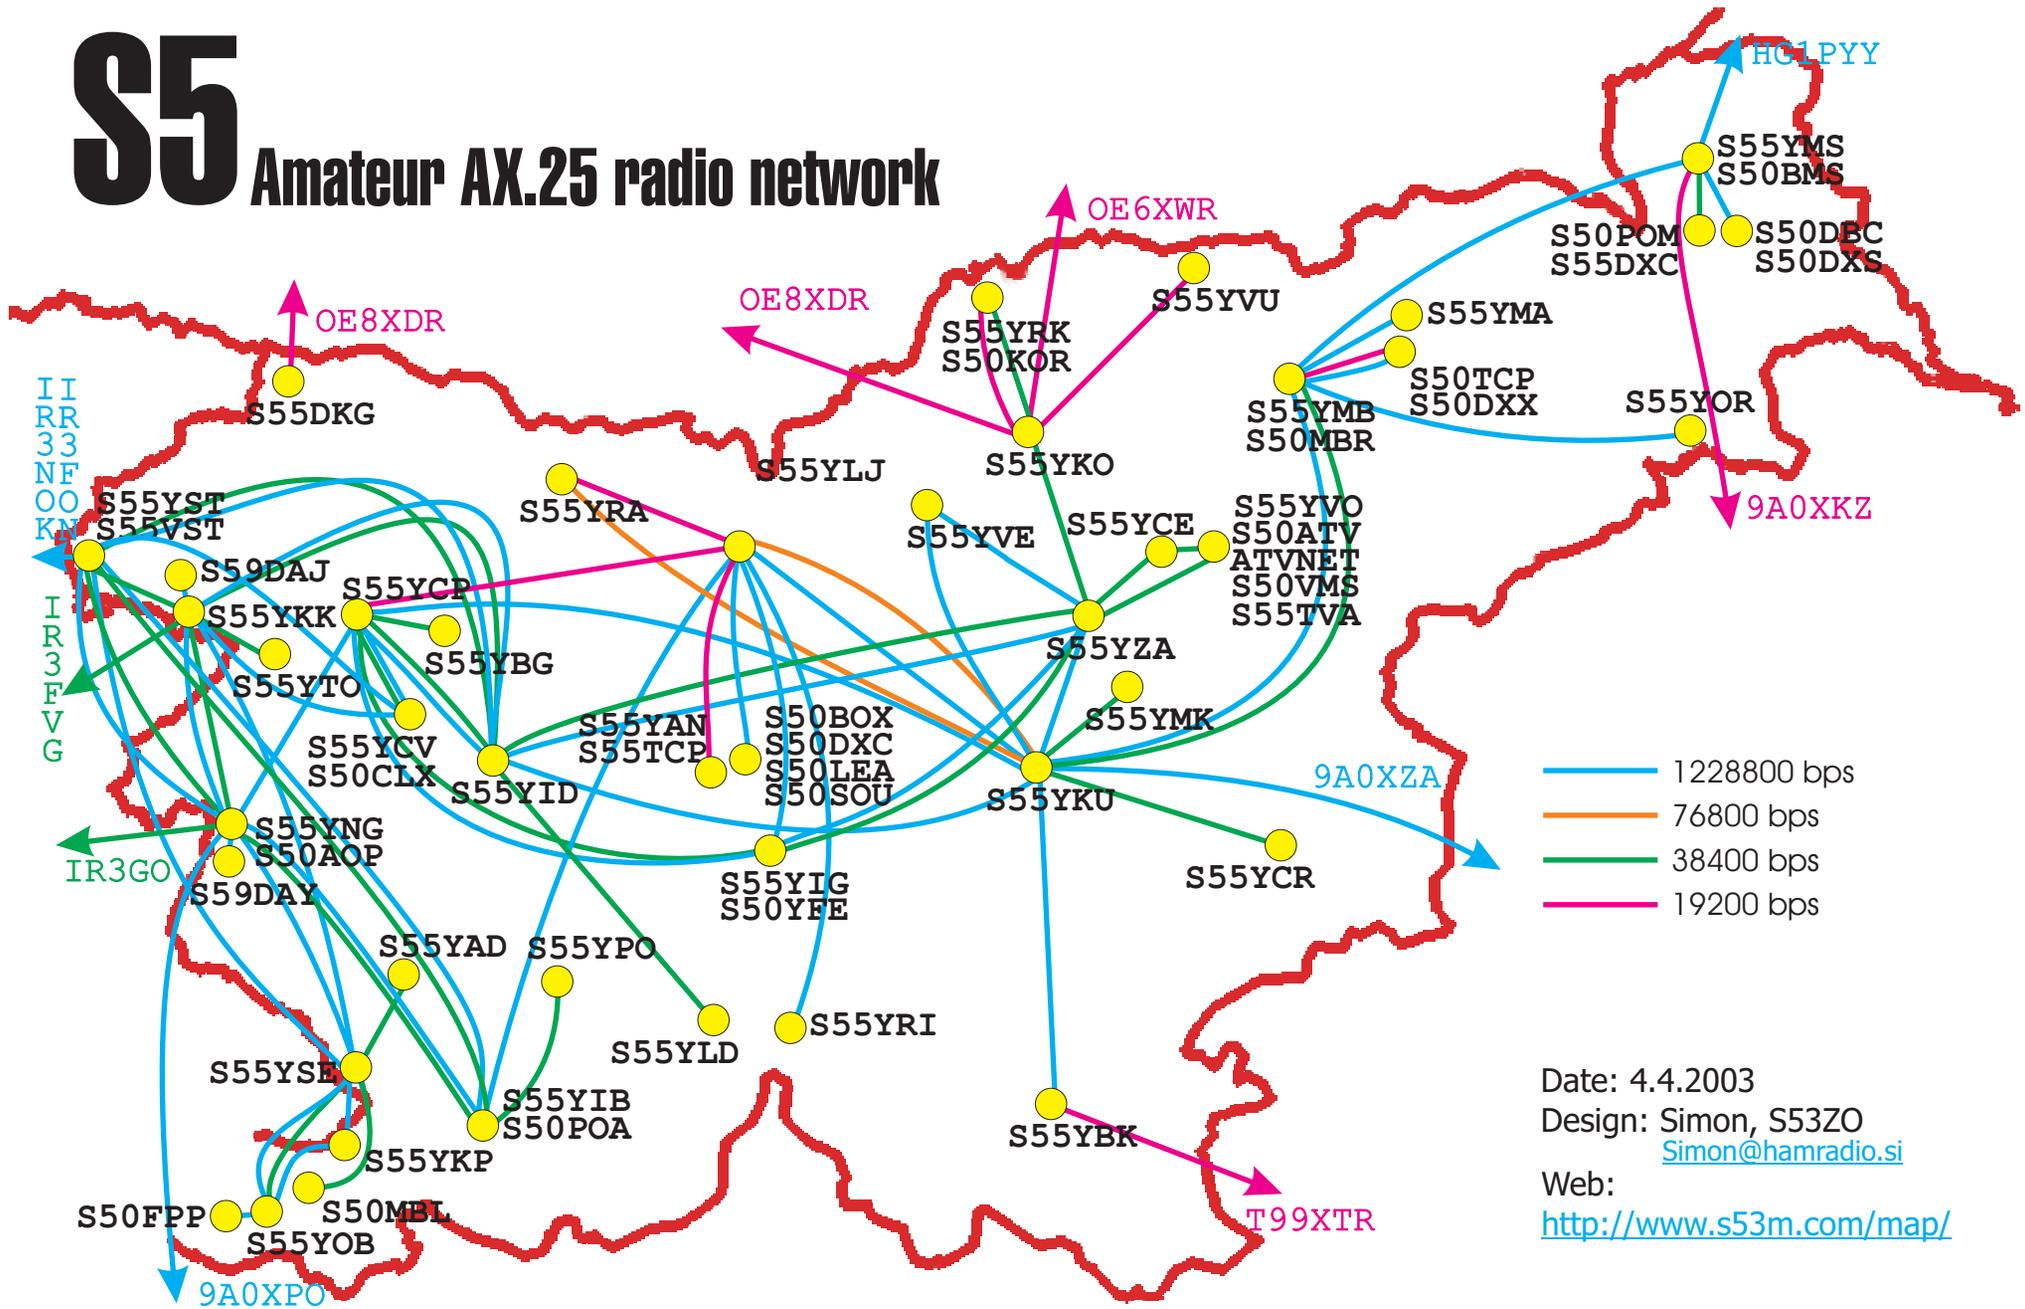 S5 Amateur AX.25 radio network
HG1PYY
S55YMS
S50BMS
OE6XWR
S50POM
S55DXC
S50DBC
S50DXS
S55YVU
OE8XDR
OE8XDR
S55YRK
S50KOR
S55YMA
S55DKG
S50TCP
S50DXX
S55YOR
S55YMB
S50MBR
IR3NOK
IR3FON
S55YLJ
S55YKO
S55YST
S55VST
S55YRA
S55YVE
S55YCE
S55YVO
S50ATV
ATVNET
S50VMS
S55TVA
9A0XKZ
S59DAJ
S55YKK
S55YCP
IR3FVG
S55YTO
S55YBG
S55YZA
S55YCV
S50CLX
S55YID
S55YAN
S55TCP
S50BOX
S50DXC
S50LEA
S50SOU
S55YMK
S55YKU
9A0XZA
1228800 bps
76800 bps
38400 bps
19200 bps
S55YNG
S50AOP
IR3GO
S59DAY
S55YIG
S50YFE
S55YCR
S55YAD
S55YPO
S55YLD
S55YRI
S55YSE
S55YIB
S50POA
S55YKP
S55YBK
S50FPP
S50MBL
S55YOB
T99XTR
9A0XPO
Date: 4.4.2003
Design: Simon, S53ZO
Simon@hamradio.si
Web:
http://www.s53m.com/map/